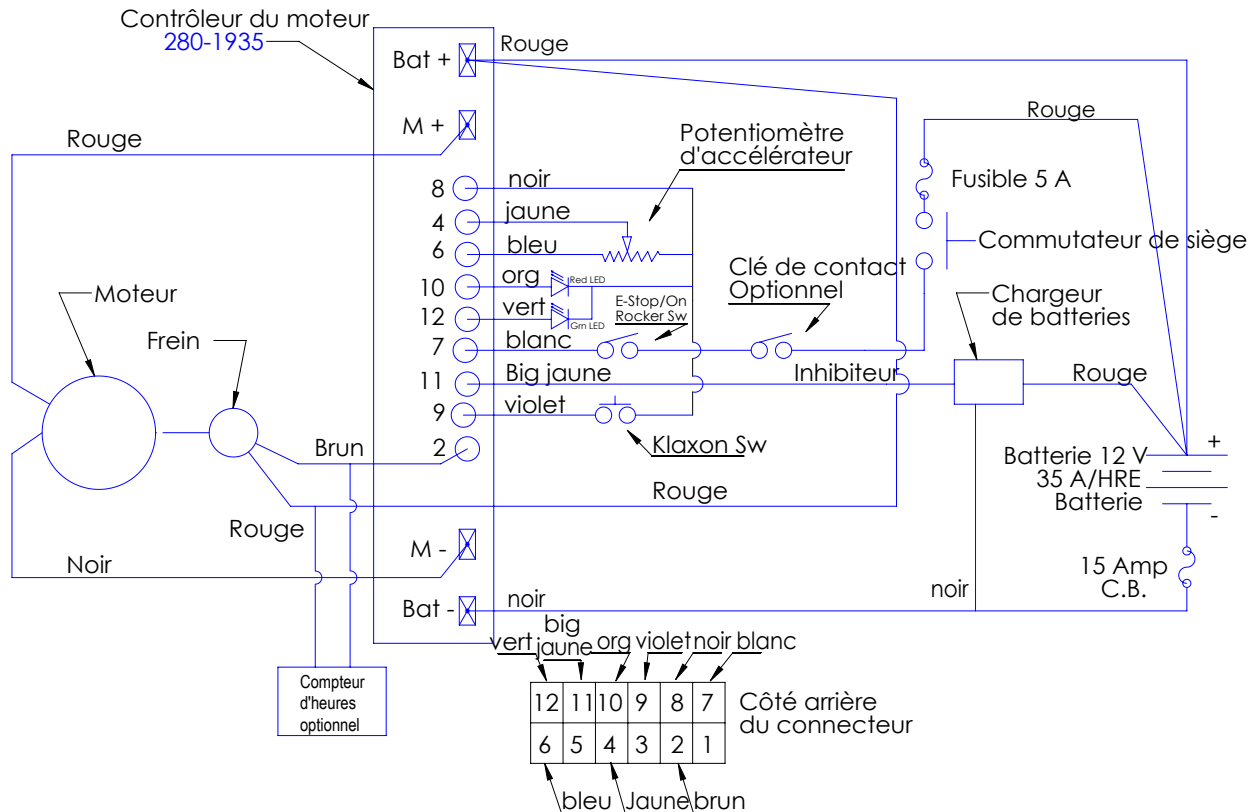 Contrôleur du moteur
280-1935
Bat +
Rouge
M +
Rouge
Rouge
Potentiomètre
d'accélérateur
Fusible 5 A
8
noir
4
jaune
6
bleu
Commutateur de siège
10
org
Red LED
Clé de contact
Optionnel
12
vert
Grn LED
E-Stop/On
Rocker Sw
Chargeur
de batteries
Moteur
Frein
7
blanc
11
Big jaune
Inhibiteur
Rouge
9
violet
Klaxon Sw
2
Brun
Batterie 12 V
35 A/HRE
Batterie
+
-
Rouge
Rouge
M -
Noir
15 Amp
C.B.
noir
Bat -
noir
vert
big
jaune
org
violet
noir
blanc
Compteur
d'heures
optionnel
12 11 10 9 8 7
6 5 4 3 2 1
Côté arrière
du connecteur
bleu
Jaune
brun